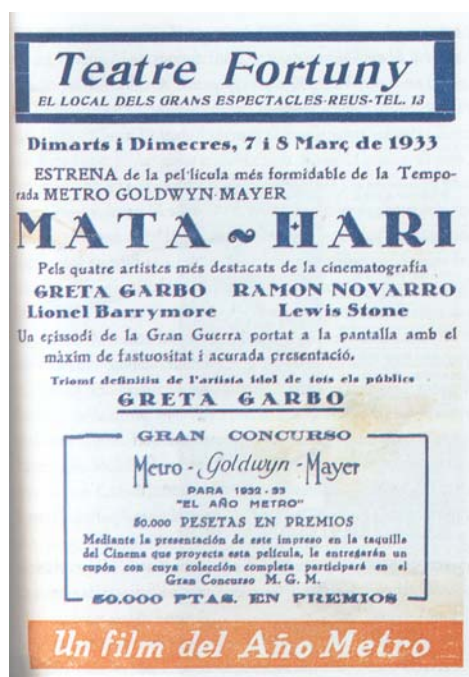 Teatre Fortuny
EL LOCAL DELS GRANS ESPECTACLES-REUS-TEL. 13
Dimarts i Dimecres, 7 i 8 Març de 1933
ESTRENA de la pel·lícula més formidable de la Tempo-
rada METRO GOLDWYN-MAYER
MATA~HARI
Pels quatre artistes més destacats de la cinematografia
GRETA GARBO RAMON NOVARRO
Lionel Barrymore Lewis Stone
Un epissodi de la Gran Guerra portat a la pantalla amb el
màxim de fastuositat i acurada presentació.
Triomf definitiu de l'artista idol de tots els públics
GRETA GARBO
GRAN CONCURSO
Metro-Goldwyn-Mayer
PARA 1932-33
"EL AÑO METRO"
50.000 PESETAS EN PREMIOS
Mediante la presentación de este impreso en la taquilla
del Cinema que proyecta esta película, le entregarán un
cupón con cuya colección completa participará en el
Gran Concurso M. G. M.
50.000 PTAS. EN PREMIOS
Un film del Año Metro